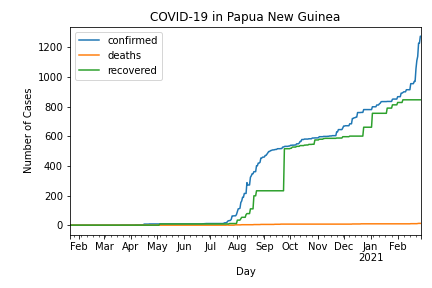 COVID-19 in Papua New Guinea
confirmed
deaths
recovered
Number of Cases
1200
1000
800
600
400
200
0
Feb Mar Apr May Jun Jul Aug Sep Oct Nov Dec Jan Feb
2021
Day